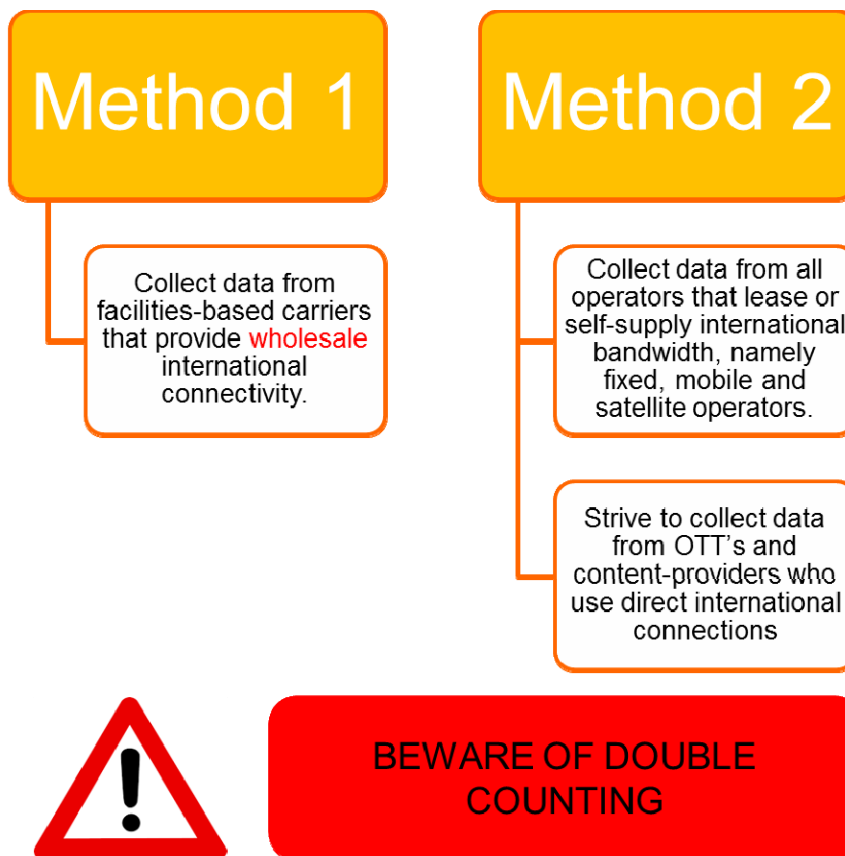 Method 1
Collect data from
facilities-based carriers
that provide wholesale
international
connectivity.
Method 2
Collect data from all
operators that lease or
self-supply international
bandwidth, namely
fixed, mobile and
satellite operators.
Strive to collect data
from OTT's and
content-providers who
use direct international
connections
!
BEWARE OF DOUBLE
COUNTING